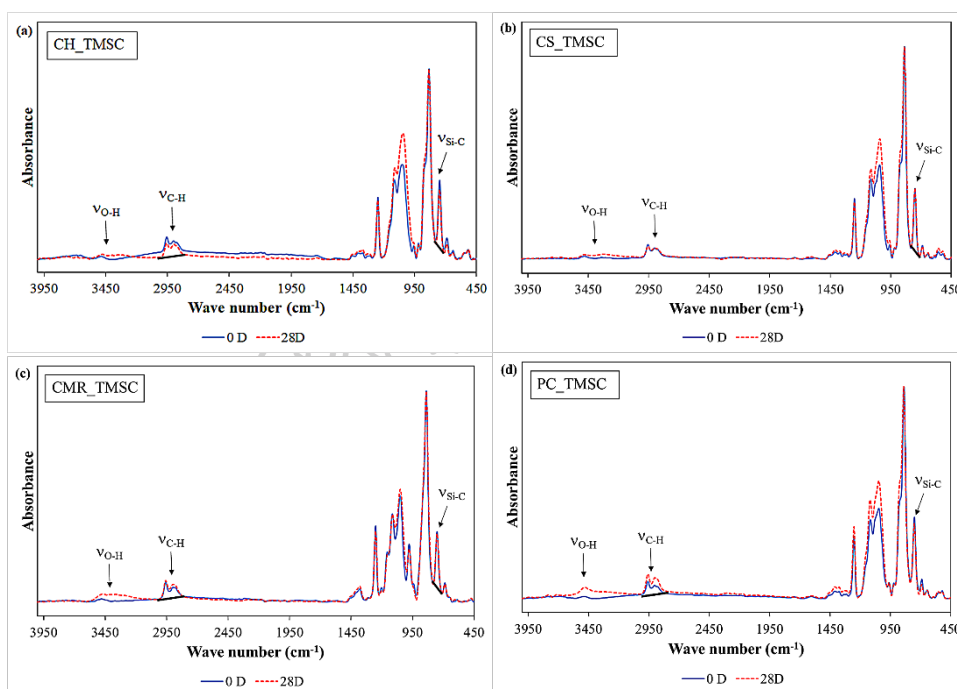 (a)
CH_TMSC
Absorbance
νO-H
νC-H
νSi-C
3950 3450 2950 2450 1950 1450 950 450
Wave number (cm-1)
0 D 28D
(b)
CS_TMSC
Absorbance
νO-H
νC-H
νSi-C
3950 3450 2950 2450 1950 1450 950 450
Wave number (cm-1)
0 D 28D
(c)
CMR_TMSC
Absorbance
νO-H
νC-H
νSi-C
3950 3450 2950 2450 1950 1450 950 450
Wave number (cm-1)
0 D 28D
(d)
PC_TMSC
Absorbance
νO-H
νC-H
νSi-C
3950 3450 2950 2450 1950 1450 950 450
Wave number (cm-1)
0 D 28D